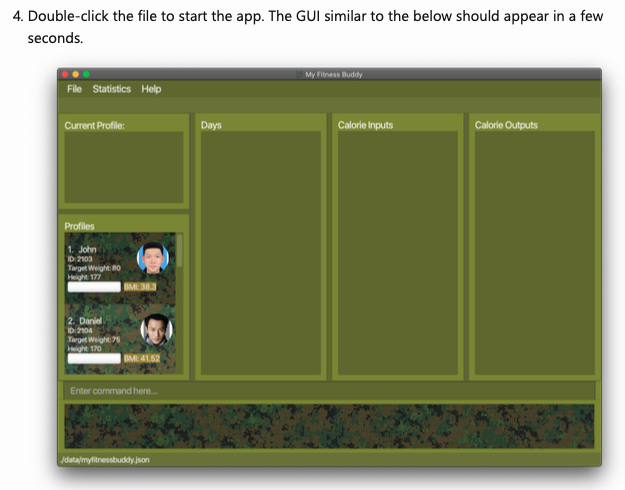 4. Double-click the file to start the app. The GUI similar to the below should appear in a few
seconds.
My Fitness Buddy
File Statistics Help
Current Profile:
Days
Calorie Inputs
Calorie Outputs
Profiles
1. John
ID: 2103
Target Weight: 80
Height: 177
BMI: 38.3
2. Daniel
ID: 2104
Target Weight: 76
Height: 170
BMI: 41.52
Enter command here...
./data/myfitnessbuddy.json